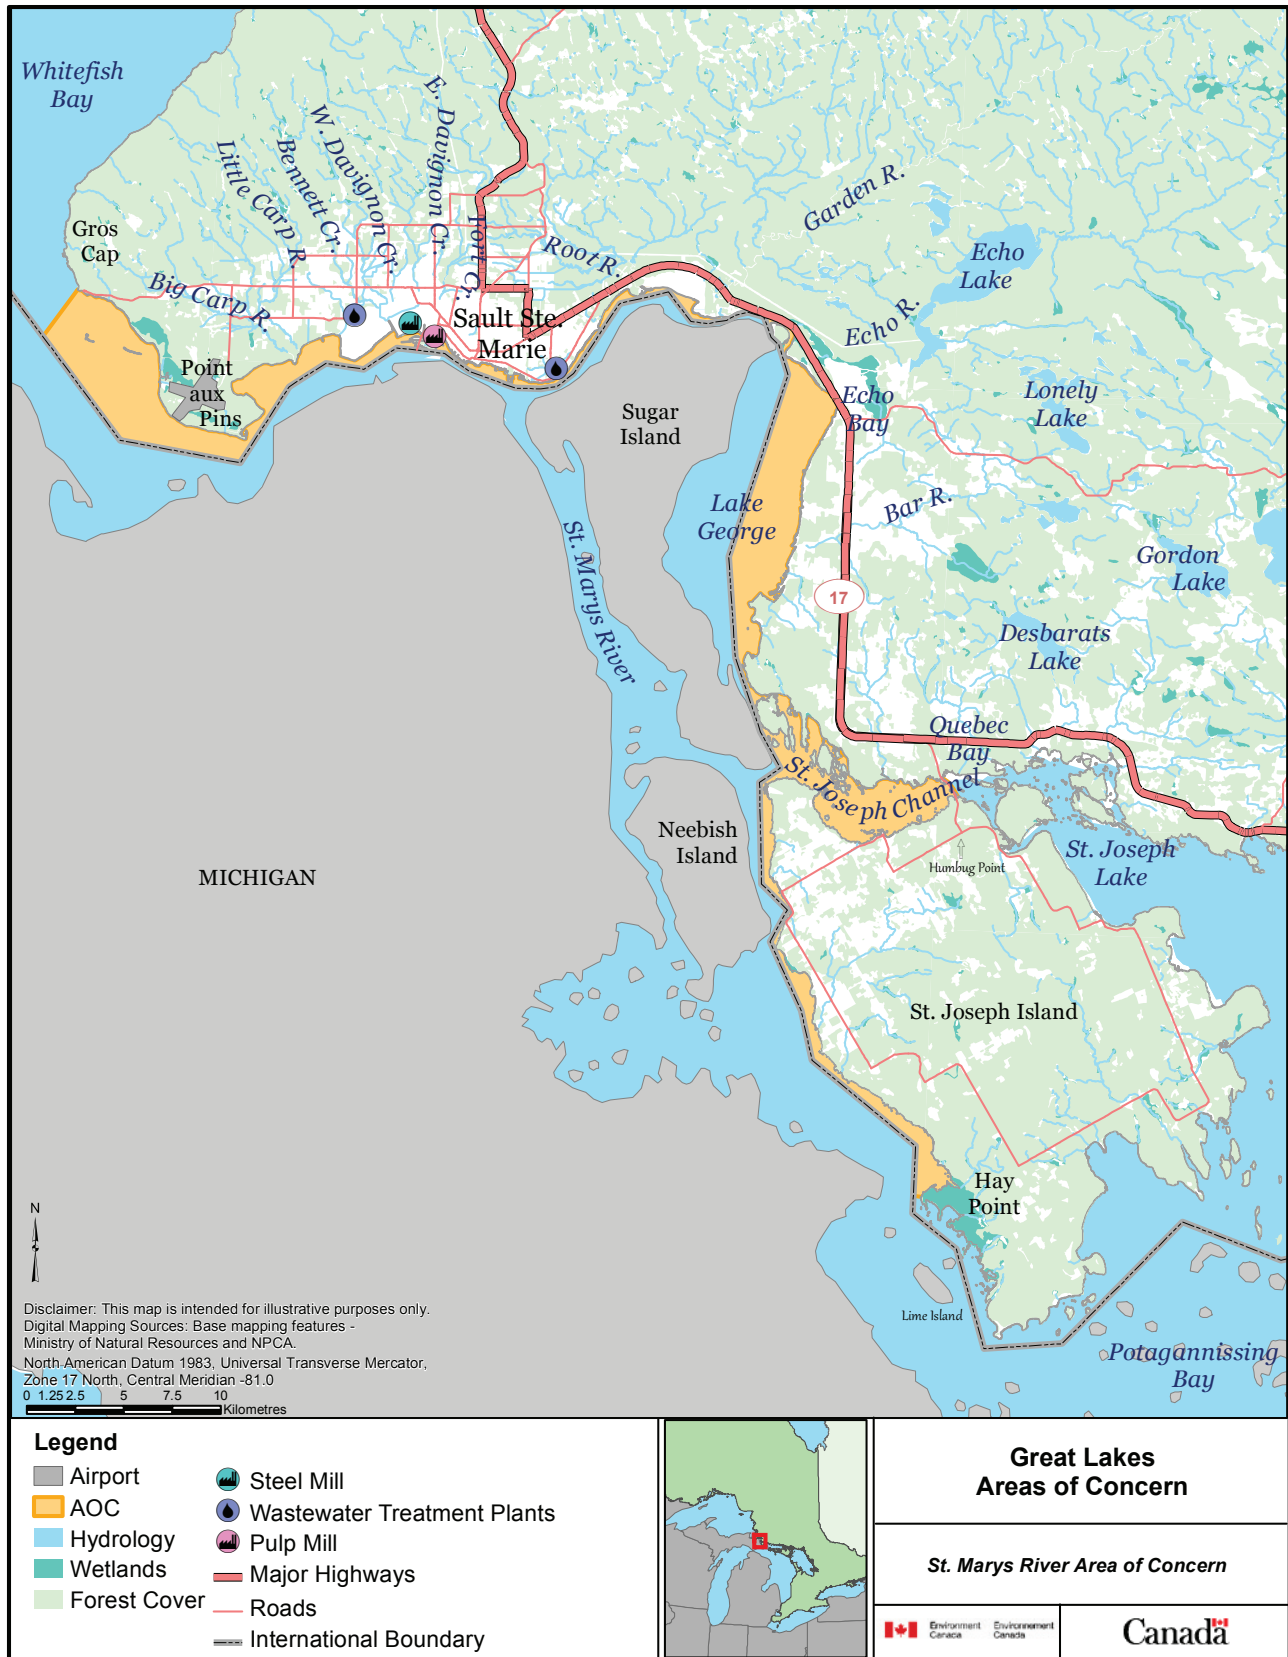 Whitefish
Bay
E. Davignon Cr.
W. Davignon Cr.
Bennett Cr.
Little Carp R.
Fort Cr.
Root R.
Garden R.
Gros
Cap
Big Carp R.
Echo
Lake
Echo R.
Sault Ste.
Marie
Point
aux
Pins
Sugar
Island
Echo
Bay
Lonely
Lake
Lake
George
Bar R.
St. Marys River
Gordon
Lake
17
Desbarats
Lake
Quebec
Bay
St. Joseph Channel
Neebish
Island
MICHIGAN
Humbug Point
St. Joseph
Lake
St. Joseph Island
Hay
Point
Lime Island
Potagannissing
Bay
N
Disclaimer: This map is intended for illustrative purposes only.
Digital Mapping Sources: Base mapping features -
Ministry of Natural Resources and NPCA.
North American Datum 1983, Universal Transverse Mercator,
Zone 17 North, Central Meridian -81.0
0 1.25 2.5 5 7.5 10
Kilometres
Legend
Airport
AOC
Hydrology
Wetlands
Forest Cover
Steel Mill
Wastewater Treatment Plants
Pulp Mill
Major Highways
Roads
International Boundary
Great Lakes
Areas of Concern
St. Marys River Area of Concern
Environment Environnement
Canada Canada
Canada